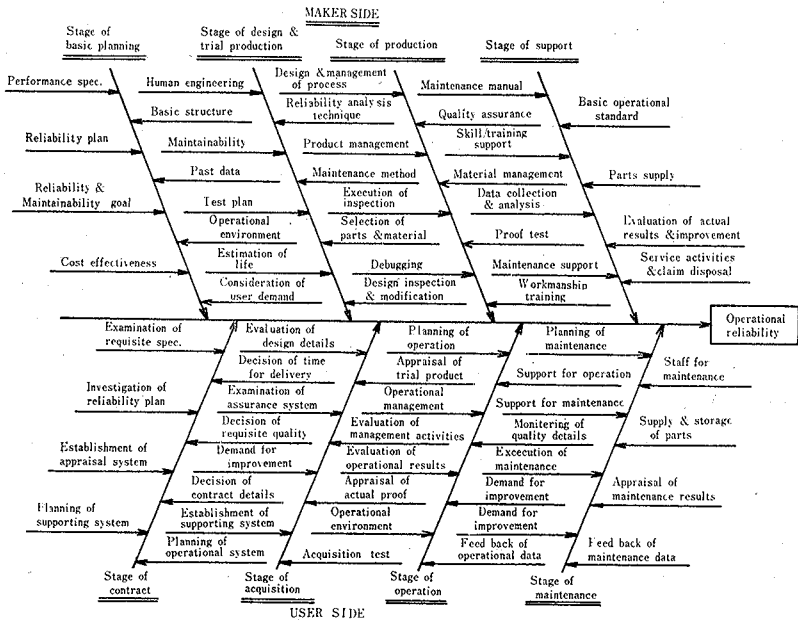 MAKER SIDE
Stage of
basic planning
Stage of design &
trial production
Stage of production
Stage of support
Performance spec.
Human engineering
Design & management
of process
Maintenance manual
Basic structure
Reliability analysis
technique
Quality assurance
Basic operational
standard
Reliability plan
Maintainability
Product management
Skill/training
support
Past data
Maintenance method
Material management
Parts supply
Reliability &
Maintainability goal
Test plan
Execution of
inspection
Data collection
& analysis
Operational
environment
Selection of
parts & material
Proof test
Evaluation of actual
results & improvement
Cost effectiveness
Estimation of
life
Debugging
Maintenance support
Service activities
& claim disposal
Consideration of
user demand
Design inspection
& modification
Workmanship
training
Operational
reliability
Examination of
requisite spec.
Evaluation of
design details
Planning of
operation
Planning of
maintenance
Decision of time
for delivery
Appraisal of
trial product
Support for operation
Staff for
maintenance
Investigation of
reliability plan
Examination of
assurance system
Operational
management
Support for maintenance
Decision of
requisite quality
Evaluation of
management activities
Monitering of
quality details
Supply & storage
of parts
Establishment of
appraisal system
Demand for
improvement
Evaluation of
operational results
Excecution of
maintenance
Decision of
contract details
Appraisal of
actual proof
Demand for
improvement
Appraisal of
maintenance results
Planning of
supporting system
Establishment of
supporting system
Operational
environment
Demand for
improvement
Planning of
operational system
Acquisition test
Feed back of
operational data
Feed back of
maintenance data
Stage of
contract
Stage of
acquisition
Stage of
operation
Stage of
maintenance
USER SIDE